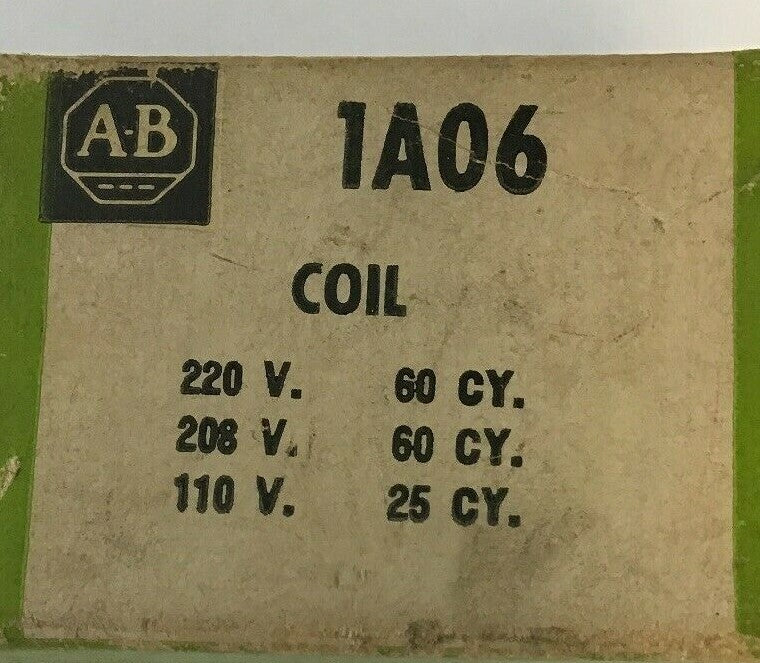 A-B
1A06
COIL
220 V. 60 CY.
208 V. 60 CY.
110 V. 25 CY.